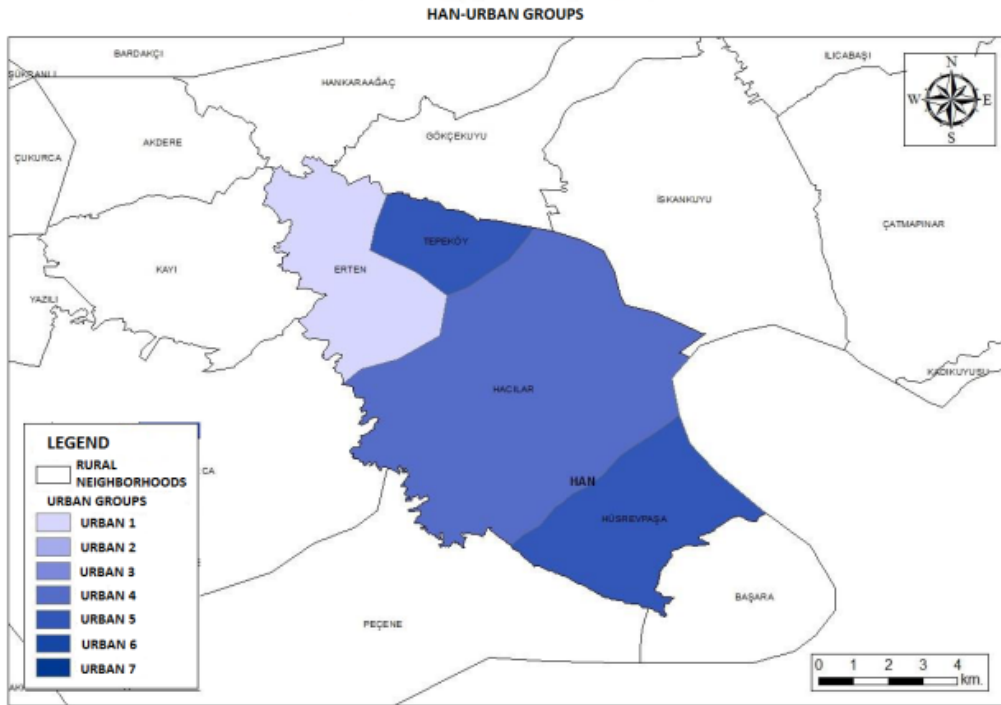 HAN-URBAN GROUPS
BARDAKÇI
ILICABAŞI
ŞÜKRANLI
HANKARAAĞAÇ
N
W E
S
GÖKÇEKUYU
AKDERE
ÇUKURCA
İSKANKUYU
ÇATMAPINAR
TEPEKÖY
KAYI
ERTEN
YAZILI
KADIKUYUSU
HACILAR
LEGEND
RURAL
NEIGHBORHOODS
CA
URBAN GROUPS
URBAN 1
URBAN 2
URBAN 3
URBAN 4
URBAN 5
URBAN 6
URBAN 7
HAN
HÜSREVPAŞA
BAŞARA
PEÇENE
0 1 2 3 4
km.